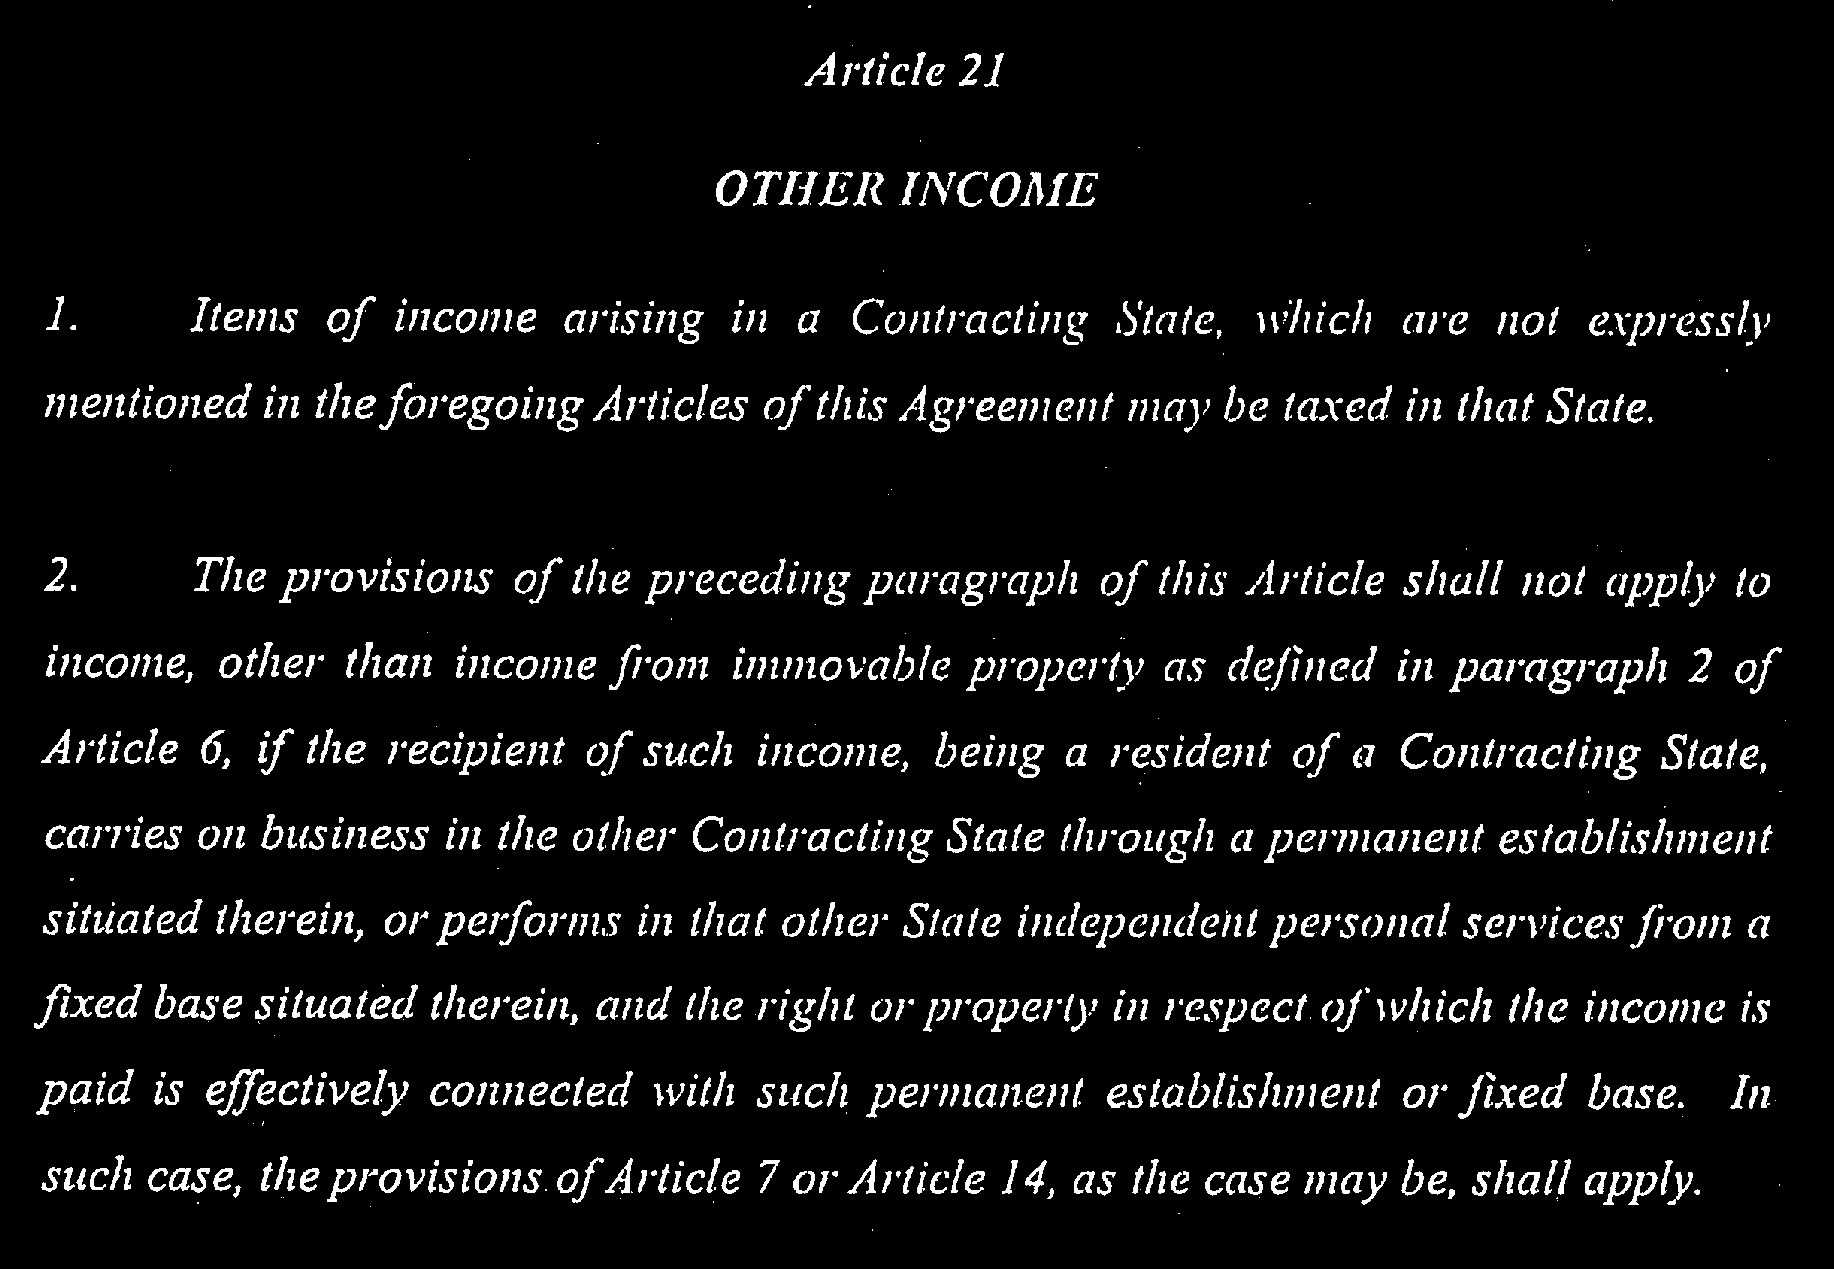 Article 21
OTHER INCOME
1. Items of income arising in a Contracting State, which are not expressly
mentioned in the foregoing Articles of this Agreement may be taxed in that State.
2. The provisions of the preceding paragraph of this Article shall not apply to
income, other than income from immovable property as defined in paragraph 2 of
Article 6, if the recipient of such income, being a resident of a Contracting State,
carries on business in the other Contracting State through a permanent establishment
situated therein, or performs in that other State independent personal services from a
fixed base situated therein, and the right or property in respect of which the income is
paid is effectively connected with such permanent establishment or fixed base. In
such case, the provisions of Article 7 or Article 14, as the case may be, shall apply.